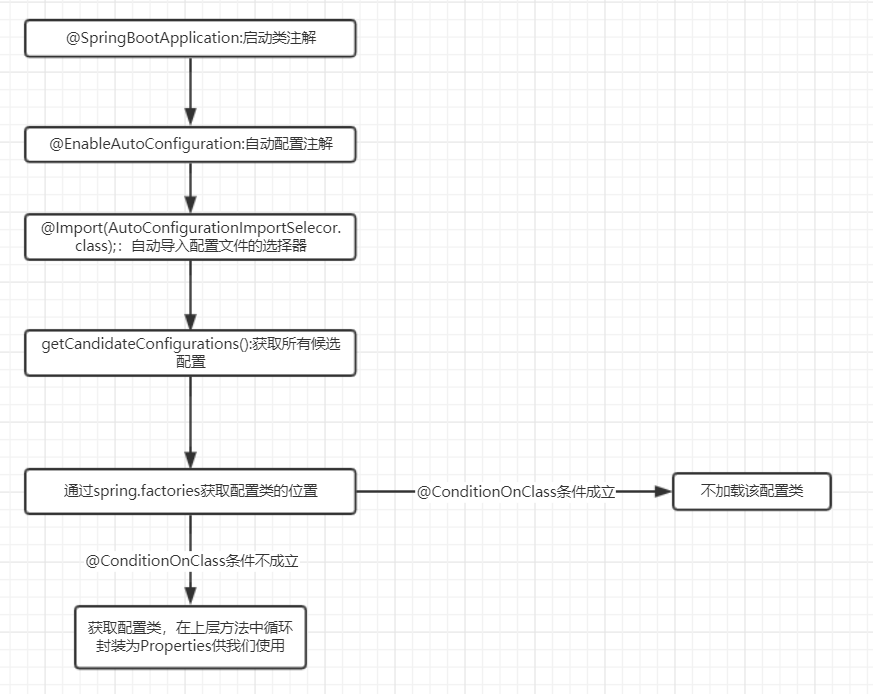 @SpringBootApplication:启动类注解
@EnableAutoConfiguration:自动配置注解
@Import(AutoConfigurationImportSelecor.
class);：自动导入配置文件的选择器
getCandidateConfigurations():获取所有候选
配置
通过spring.factories获取配置类的位置
@ConditionOnClass条件成立
不加载该配置类
@ConditionOnClass条件不成立
获取配置类，在上层方法中循环
封装为Properties供我们使用